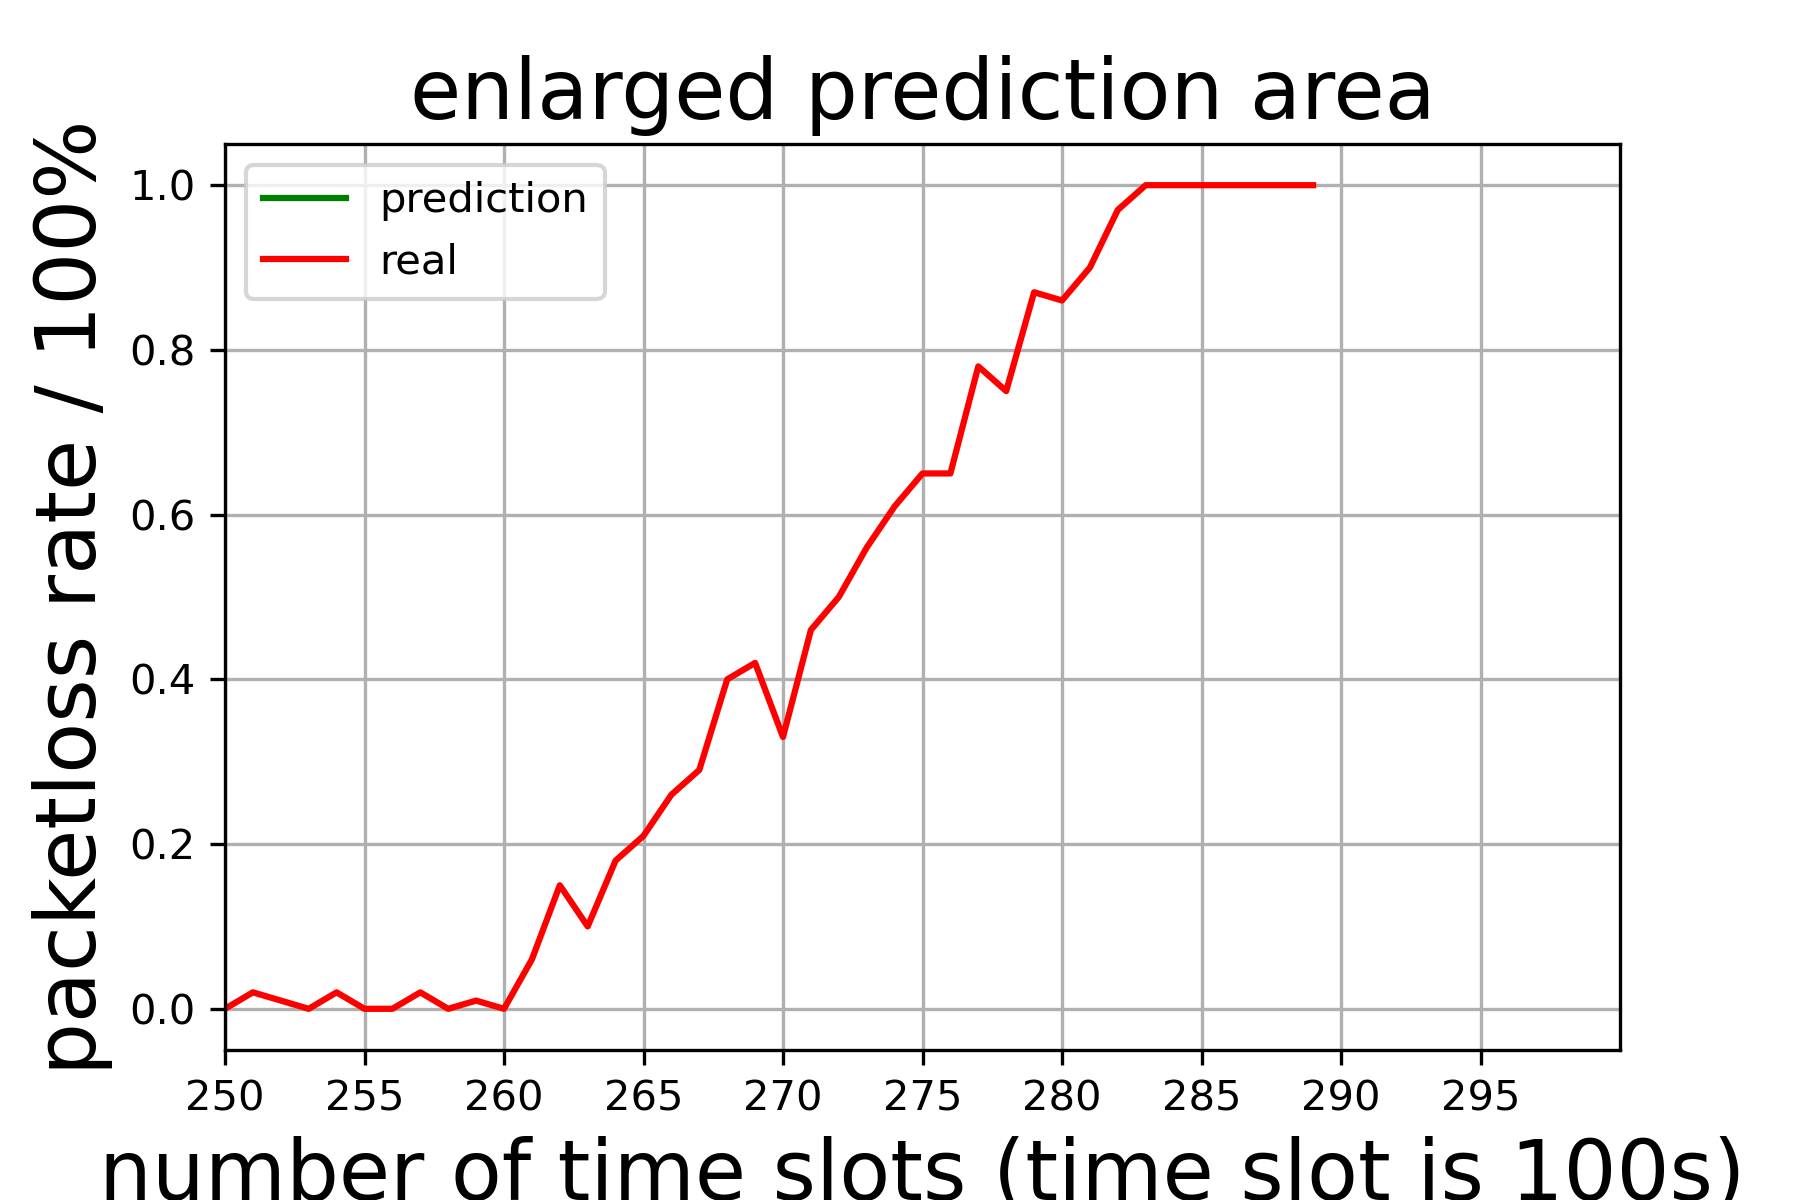 enlarged prediction area
packetloss rate / 100%
prediction
real
1.0
0.8
0.6
0.4
0.2
0.0
250 255 260 265 270 275 280 285 290 295
number of time slots (time slot is 100s)